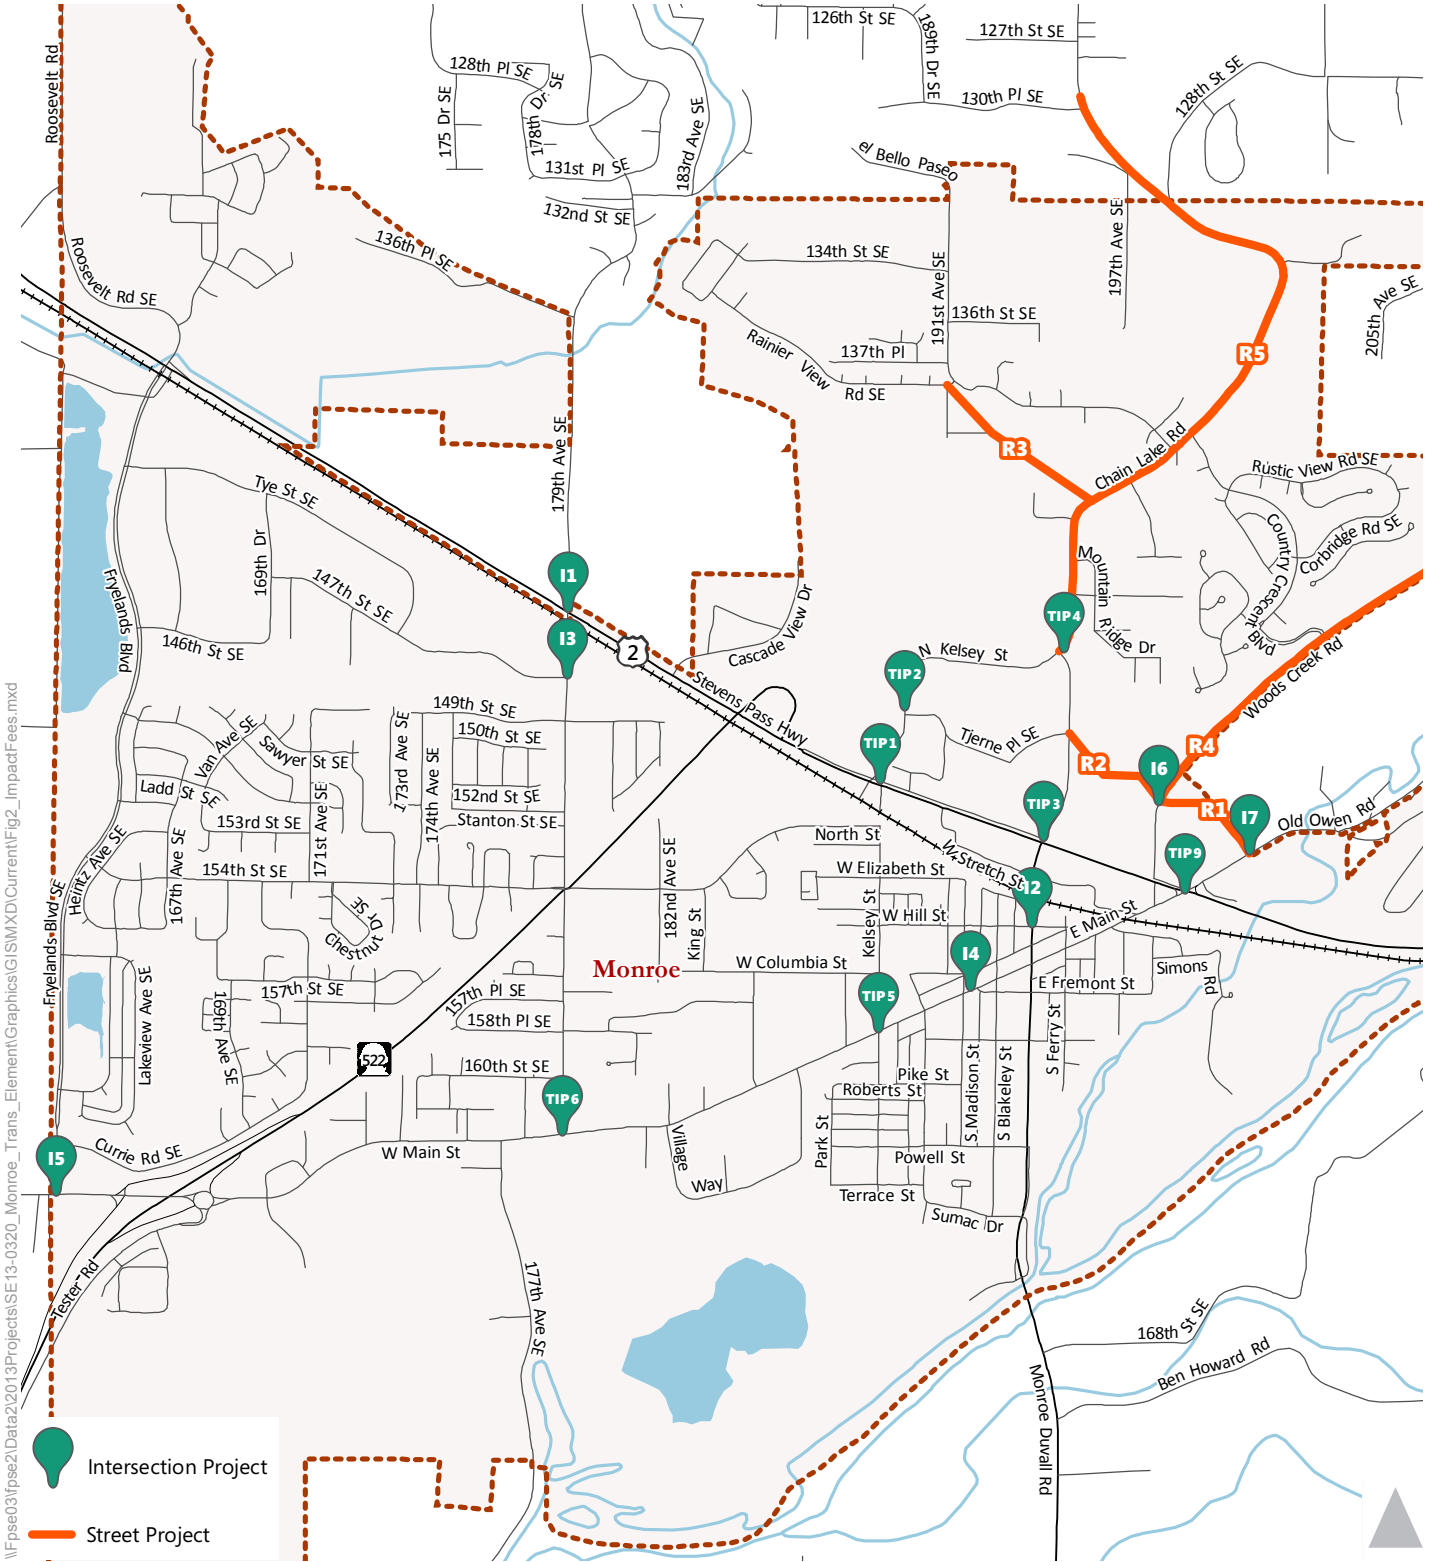 126th St SE
189th Dr SE
127th St SE
Roosevelt Rd
128th Pl SE
175 Dr SE
178th Dr SE
183rd Ave SE
130th Pl SE
128th St SE
131st Pl SE
el Bello Paseo
132nd St SE
197th Ave SE
136th Pl SE
134th St SE
191st Ave SE
Roosevelt Rd SE
205th Ave SE
136th St SE
Rainier View Rd SE
137th Pl
R5
179th Ave SE
R3
Chain Lake Rd
Rustic View Rd SE
Tye St SE
169th Dr
Country Crescent Blvd
Corbridge Rd SE
Mountain Ridge Dr
I1
147th St SE
Fryelands Blvd
TIP4
146th St SE
I3
2
Cascade View Dr
N Kelsey St
TIP2
Woods Creek Rd
Stevens Pass Hwy
149th St SE
150th St SE
173rd Ave SE
174th Ave SE
Van Ave SE
Sawyer St SE
TIP1
Tjerne Pl SE
R4
R2
I6
Ladd St SE
171st Ave SE
152nd St SE
TIP3
R1
I7
Old Owen Rd
153rd St SE
Stanton St SE
North St
Heintz Ave SE
167th Ave SE
154th St SE
182nd Ave SE
W Elizabeth St
W Stretch St
I2
TIP9
Chestnut Dr SE
King St
Kelsey St
W Hill St
E Main St
Fryelands Blvd SE
Monroe
W Columbia St
I4
Simons Rd
Lakeview Ave SE
157th St SE
157th Pl SE
TIP5
E Fremont St
169th Ave SE
158th Pl SE
S Ferry St
522
160th St SE
Pike St
Roberts St
S Madison St
S Blakeley St
TIP6
Park St
Village Way
I5
Currie Rd SE
W Main St
Powell St
Terrace St
Sumac Dr
Tester Rd
177th Ave SE
168th St SE
Ben Howard Rd
Monroe Duvall Rd
Intersection Project
Street Project
\\Fpse03\fpse2\Data2\2013Projects\SE13-0320_Monroe_Trans_Element\Graphics\GIS\MXD\Current\Fig2_ImpactFees.mxd